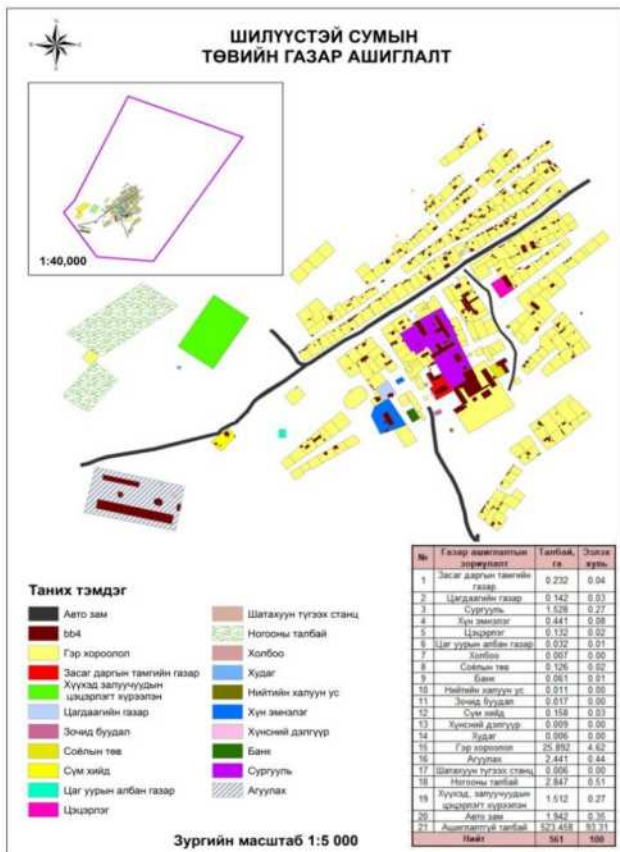 ШИЛҮҮСТЭЙ СУМЫН
ТӨВИЙН ГАЗАР АШИГЛАЛТ
1:40,000
Таних тэмдэг
Авто зам
bb4
Гэр хороолол
Засаг даргын тамгийн газар
Хүүхэд залуучуудын
цэцэрлэгт хүрээлэн
Цагдаагийн газар
Зочид буудал
Соёлын төв
Сүм хийд
Цаг уурын албан газар
Цэцэрлэг
Шатахуун түгээх станц
Ногооны талбай
Холбоо
Худаг
Нийтийн халуун ус
Хүн эмнэлэг
Хүнсний дэлгүүр
Банк
Сургууль
Агуулах
Зургийн масштаб 1:5 000
№ Газар ашиглалтын зориулалт Талбай, га Эзлэх хувь
1 Засаг даргын тамгийн газар 0.232 0.04
2 Цагдаагийн газар 0.142 0.03
3 Сургууль 1.528 0.27
4 Хүн эмнэлэг 0.441 0.08
5 Цэцэрлэг 0.132 0.02
6 Цаг уурын албан газар 0.032 0.01
7 Холбоо 0.007 0.00
8 Соёлын төв 0.126 0.02
9 Банк 0.061 0.01
10 Нийтийн халуун ус 0.011 0.00
11 Зочид буудал 0.017 0.00
12 Сүм хийд 0.158 0.03
13 Хүнсний дэлгүүр 0.009 0.00
14 Худаг 0.006 0.00
15 Гэр хороолол 25.892 4.62
16 Агуулах 2.441 0.44
17 Шатахуун түгээх станц 0.006 0.00
18 Ногооны талбай 2.847 0.51
19 Хүүхэд, залуучуудын цэцэрлэгт хүрээлэн 1.512 0.27
20 Авто зам 1.942 0.35
21 Ашиглалтгүй талбай 523.458 93.31
Нийт 561 100